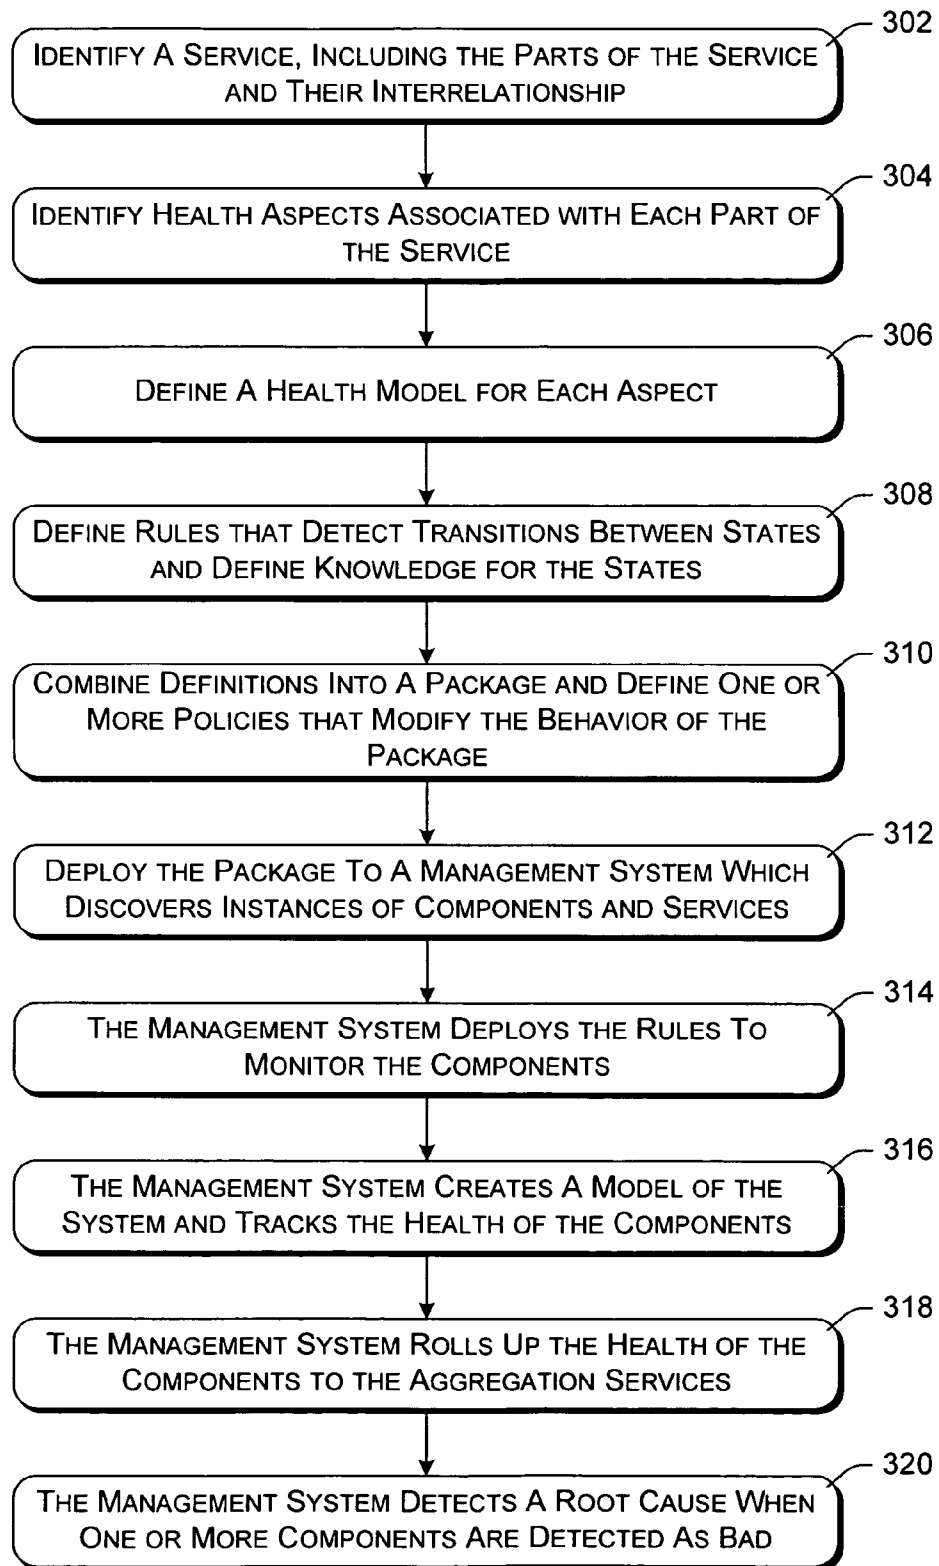 302
IDENTIFY A SERVICE, INCLUDING THE PARTS OF THE SERVICE
AND THEIR INTERRELATIONSHIP
304
IDENTIFY HEALTH ASPECTS ASSOCIATED WITH EACH PART OF
THE SERVICE
306
DEFINE A HEALTH MODEL FOR EACH ASPECT
308
DEFINE RULES THAT DETECT TRANSITIONS BETWEEN STATES
AND DEFINE KNOWLEDGE FOR THE STATES
310
COMBINE DEFINITIONS INTO A PACKAGE AND DEFINE ONE OR
MORE POLICIES THAT MODIFY THE BEHAVIOR OF THE
PACKAGE
312
DEPLOY THE PACKAGE TO A MANAGEMENT SYSTEM WHICH
DISCOVERS INSTANCES OF COMPONENTS AND SERVICES
314
THE MANAGEMENT SYSTEM DEPLOYS THE RULES TO
MONITOR THE COMPONENTS
316
THE MANAGEMENT SYSTEM CREATES A MODEL OF THE
SYSTEM AND TRACKS THE HEALTH OF THE COMPONENTS
318
THE MANAGEMENT SYSTEM ROLLS UP THE HEALTH OF THE
COMPONENTS TO THE AGGREGATION SERVICES
320
THE MANAGEMENT SYSTEM DETECTS A ROOT CAUSE WHEN
ONE OR MORE COMPONENTS ARE DETECTED AS BAD